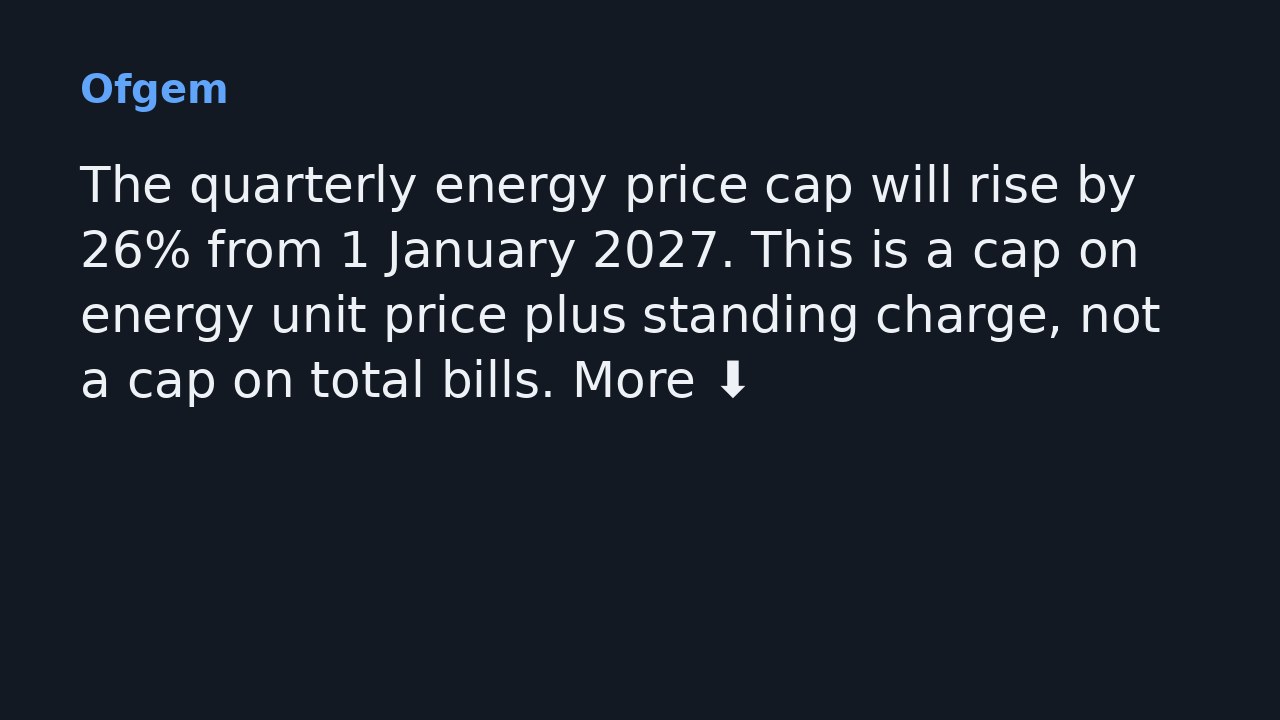 Ofgem
The quarterly energy price cap will rise by
26% from 1 January 2027. This is a cap on
energy unit price plus standing charge, not
a cap on total bills. More ⬇